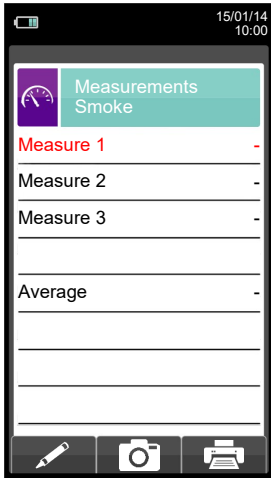 15/01/14
10:00
Measurements
Smoke
Measure 1 -
Measure 2 -
Measure 3 -
Average -